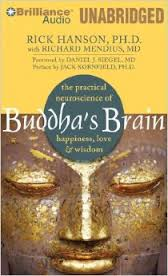 Brilliance
Audio
UNABRIDGED
RICK HANSON, PH.D.
with RICHARD MENDIUS, MD
Foreword by DANIEL J. SIEGEL, MD
Preface by JACK KORNFIELD, PH.D.
the practical
neuroscience of
Buddha's Brain
happiness, love
& wisdom